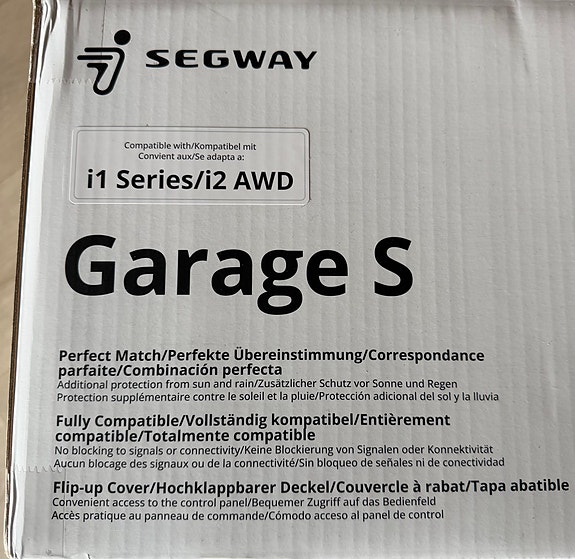 SEGWAY
Compatible with/Kompatibel mit
Convient aux/Se adapta a:
i1 Series/i2 AWD
Garage S
Perfect Match/Perfekte Übereinstimmung/Correspondance
parfaite/Combinación perfecta
Additional protection from sun and rain/Zusätzlicher Schutz vor Sonne und Regen
Protection supplémentaire contre le soleil et la pluie/Protección adicional del sol y la lluvia
Fully Compatible/Vollständig kompatibel/Entièrement
compatible/Totalmente compatible
No blocking to signals or connectivity/Keine Blockierung von Signalen oder Konnektivität
Aucun blocage des signaux ou de la connectivité/Sin bloqueo de señales ni de conectividad
Flip-up Cover/Hochklappbarer Deckel/Couvercle à rabat/Tapa abatible
Convenient access to the control panel/Bequemer Zugriff auf das Bedienfeld
Accès pratique au panneau de commande/Cómodo acceso al panel de control